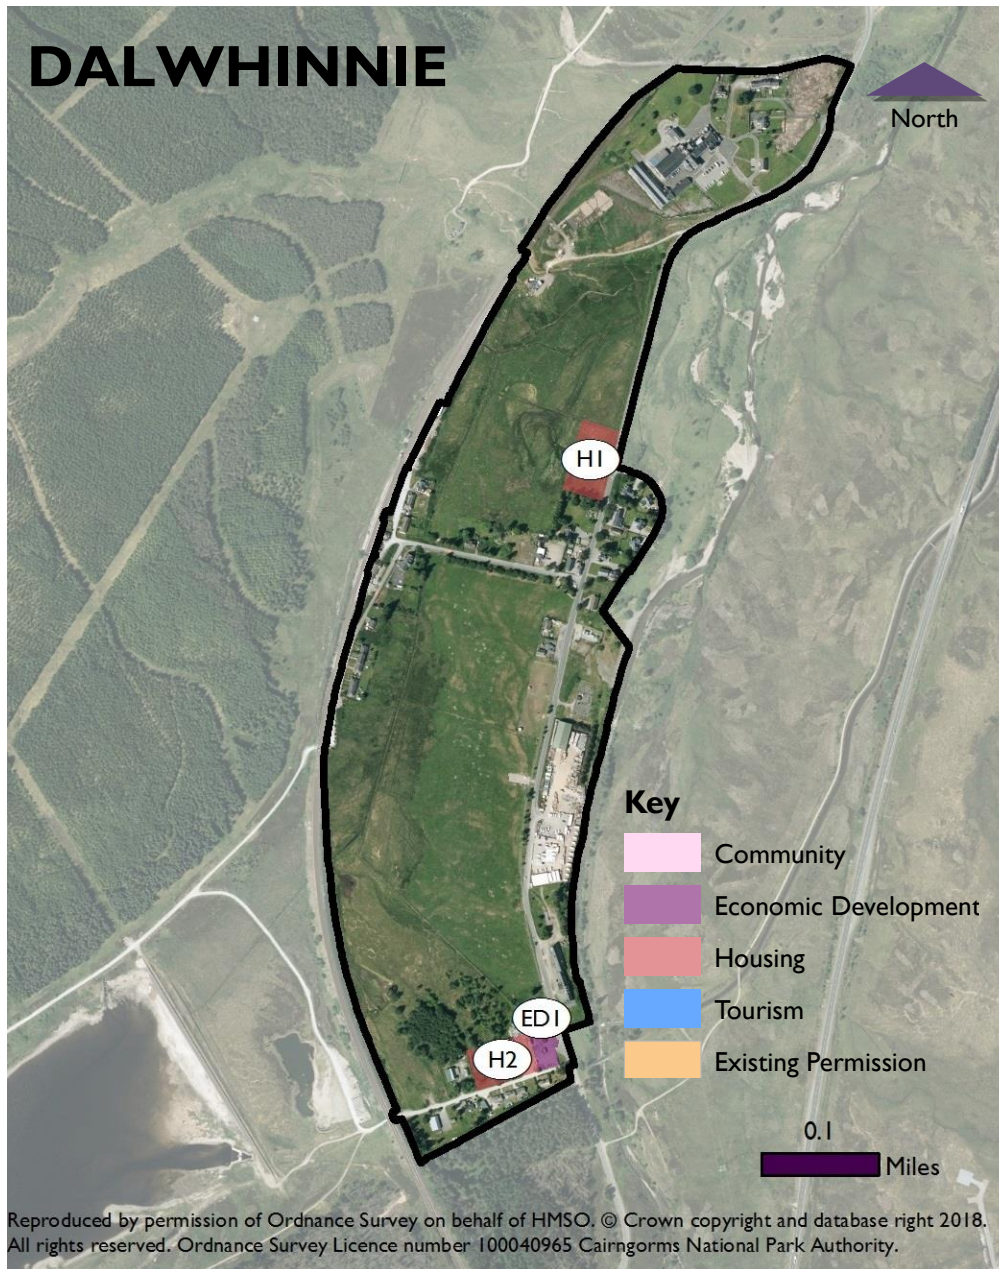 DALWHINNIE
North
H1
ED1
H2
Key
Community
Economic Development
Housing
Tourism
Existing Permission
0.1
Miles
Reproduced by permission of Ordnance Survey on behalf of HMSO. © Crown copyright and database right 2018.
All rights reserved. Ordnance Survey Licence number 100040965 Cairngorms National Park Authority.